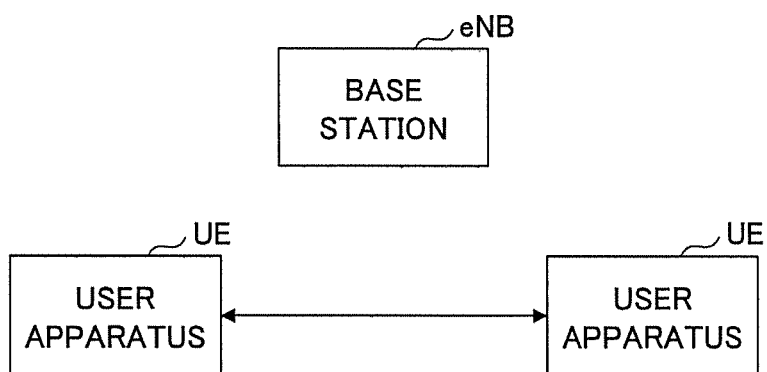 eNB
BASE
STATION
UE
UE
USER
APPARATUS
USER
APPARATUS